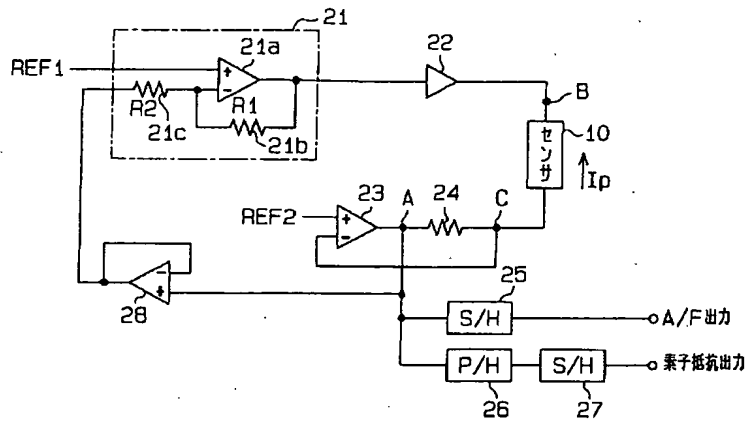 21
21a
22
REF1
+
-
B
R2
R1
21c
21b
センサ
10
Ip
23
A
24
C
REF2
+
-
25
-
+
28
S/H
A/F出力
P/H
S/H
素子抵抗出力
26
27